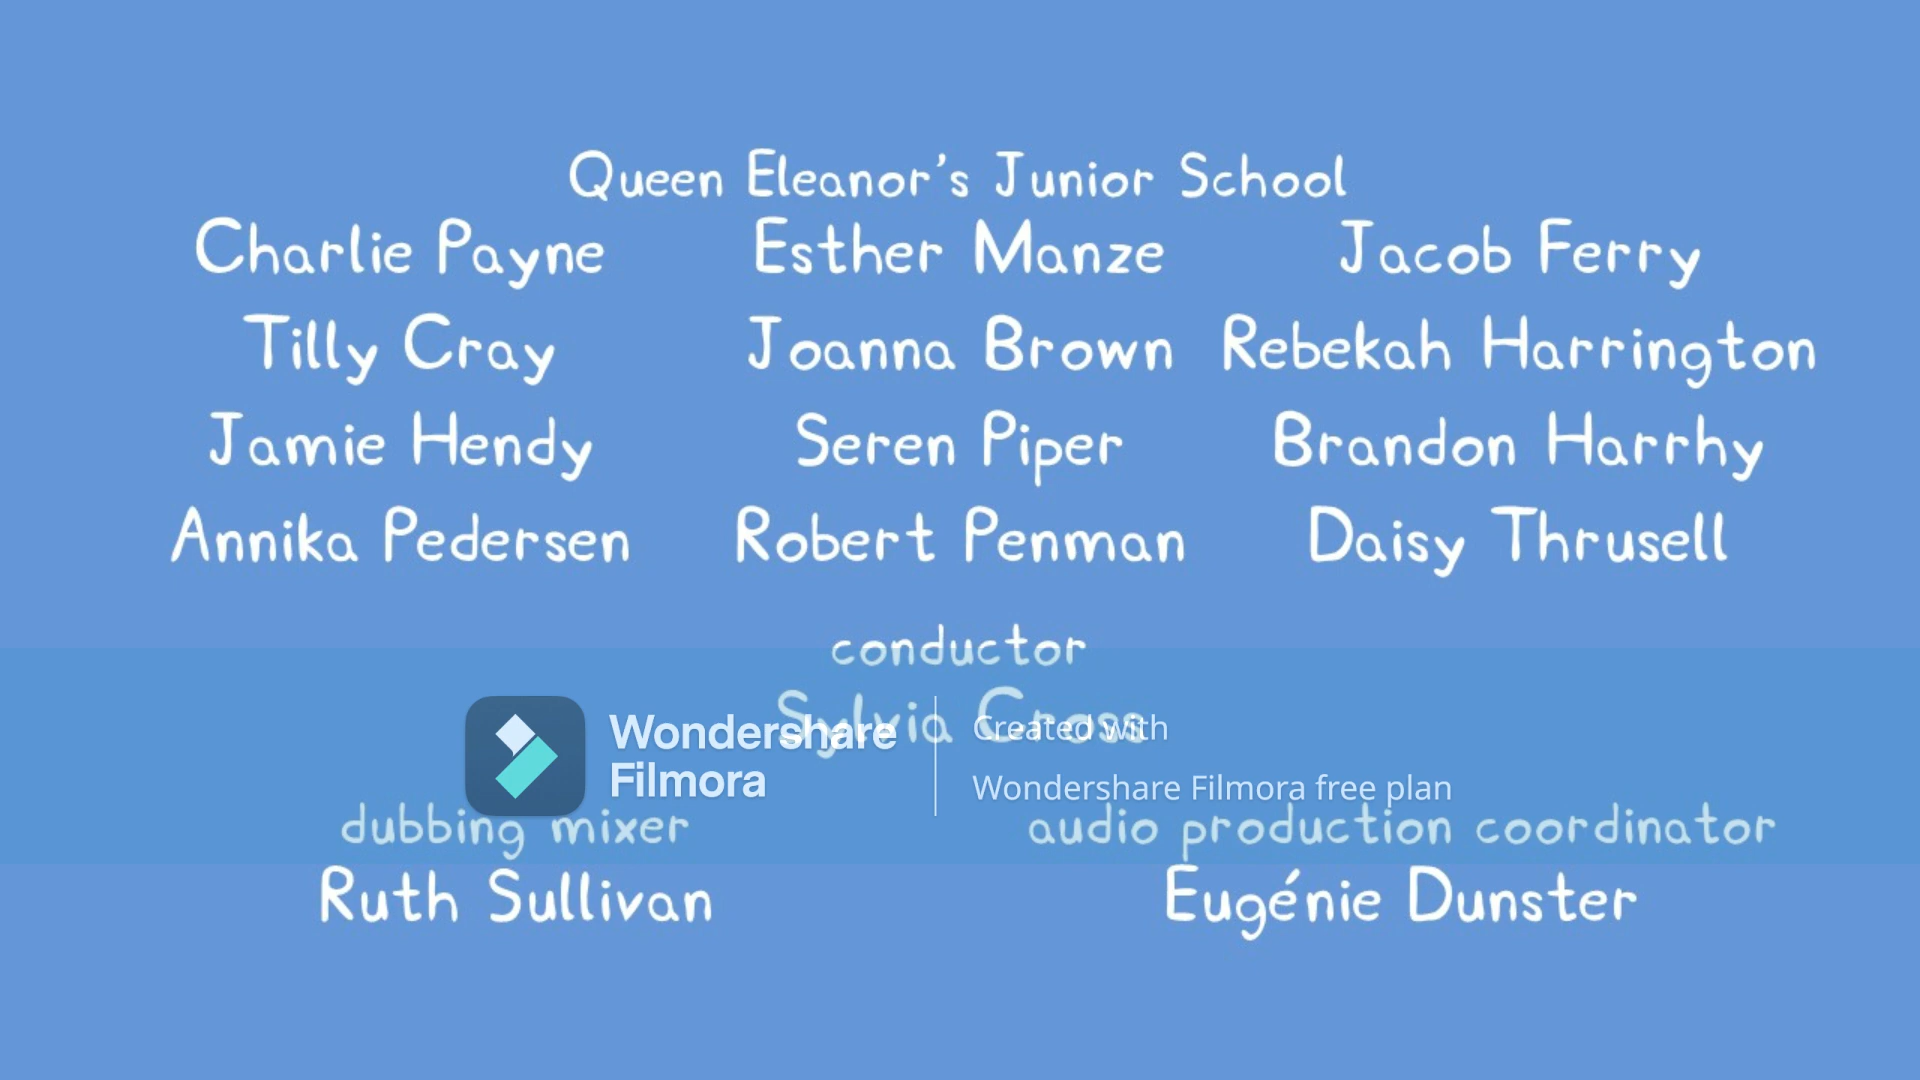 Queen Eleanor's Junior School
Charlie Payne Esther Manze Jacob Ferry
Tilly Cray Joanna Brown Rebekah Harrington
Jamie Hendy Seren Piper Brandon Harrhy
Annika Pedersen Robert Penman Daisy Thrusell
conductor
Sylvia Cross
Wondershare
Filmora
Created with
Wondershare Filmora free plan
dubbing mixer audio production coordinator
Ruth Sullivan Eugénie Dunster